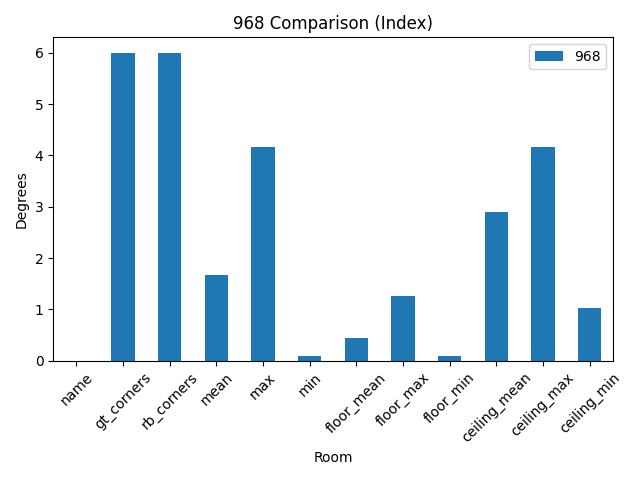 968 Comparison (Index)
968
Degrees
6
5
4
3
2
1
0
name
gt_corners
rb_corners
mean
max
min
floor_mean
floor_max
floor_min
ceiling_mean
ceiling_max
ceiling_min
Room